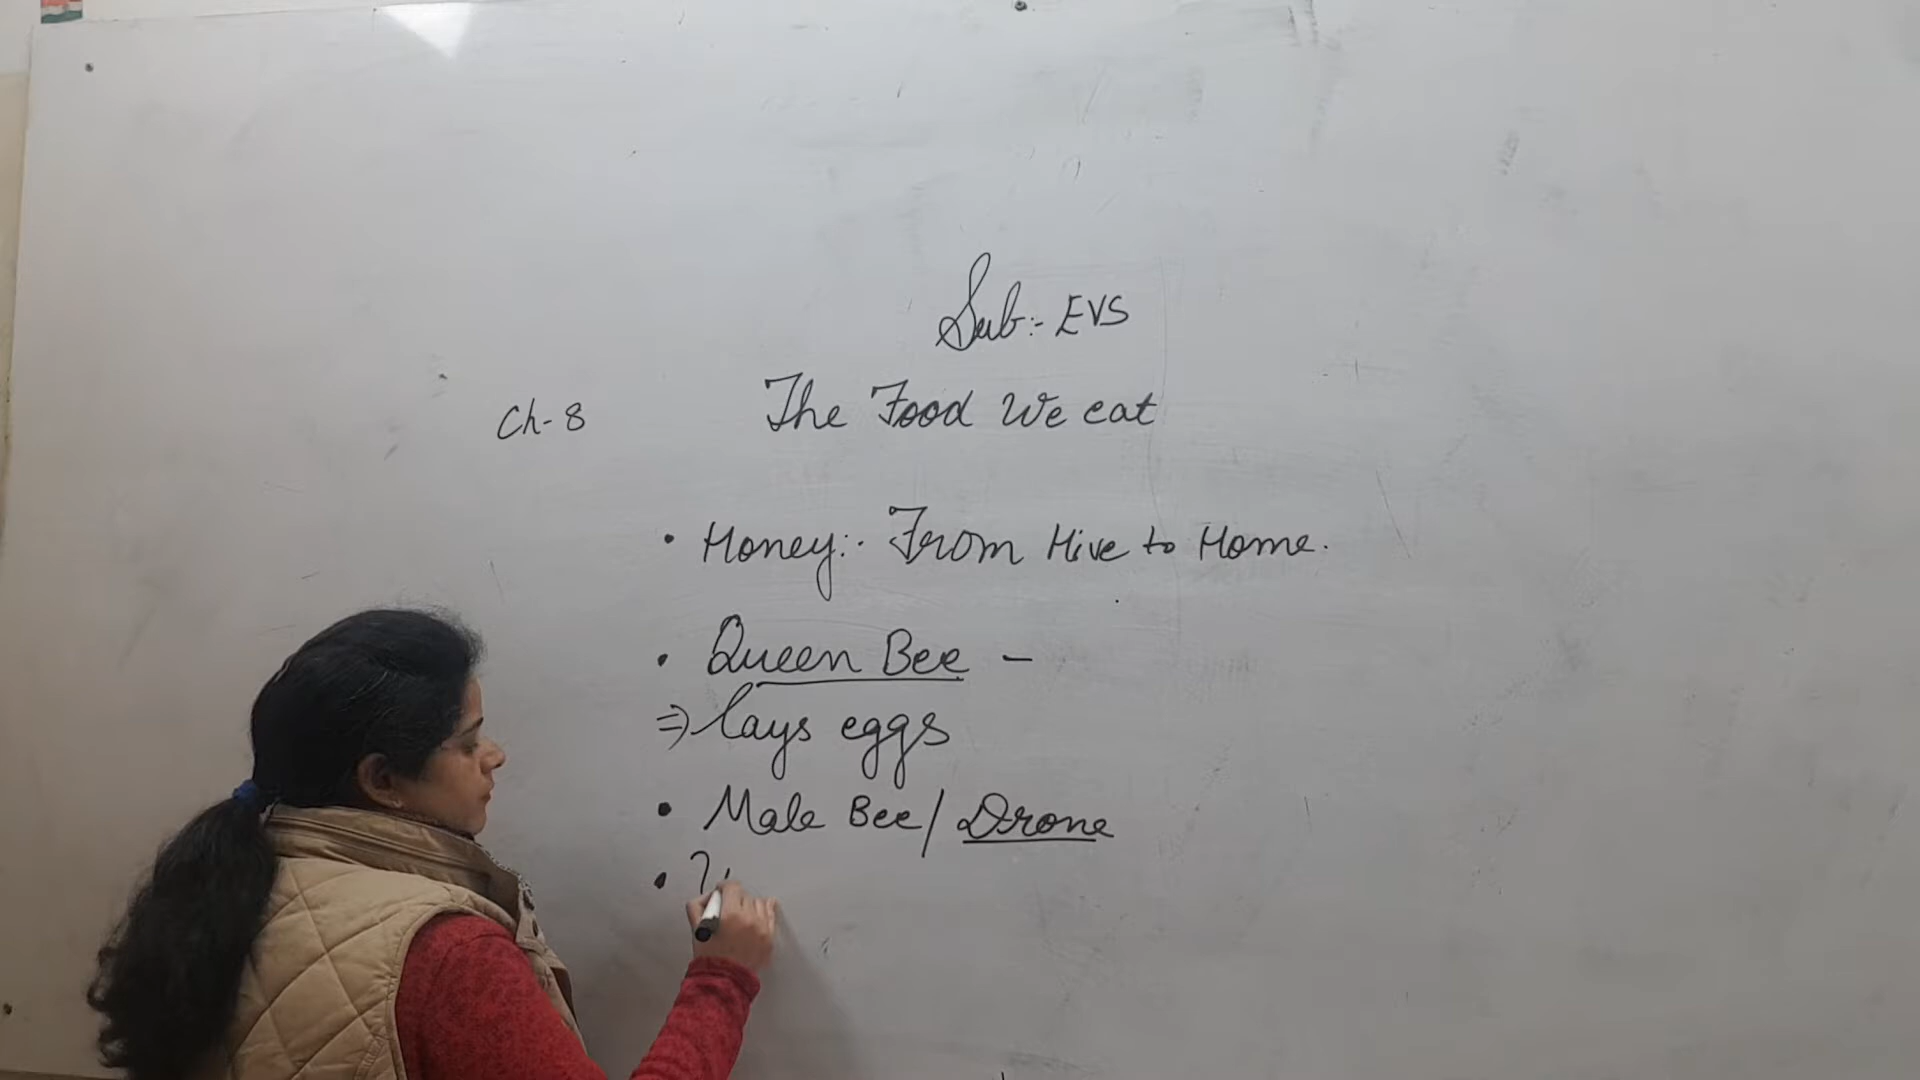 Sub:- EVS
Ch-8 The Food We eat
• Honey:- From Hive to Home.
• Queen Bee -
⇒ lays eggs
• Male Bee/Drone
•